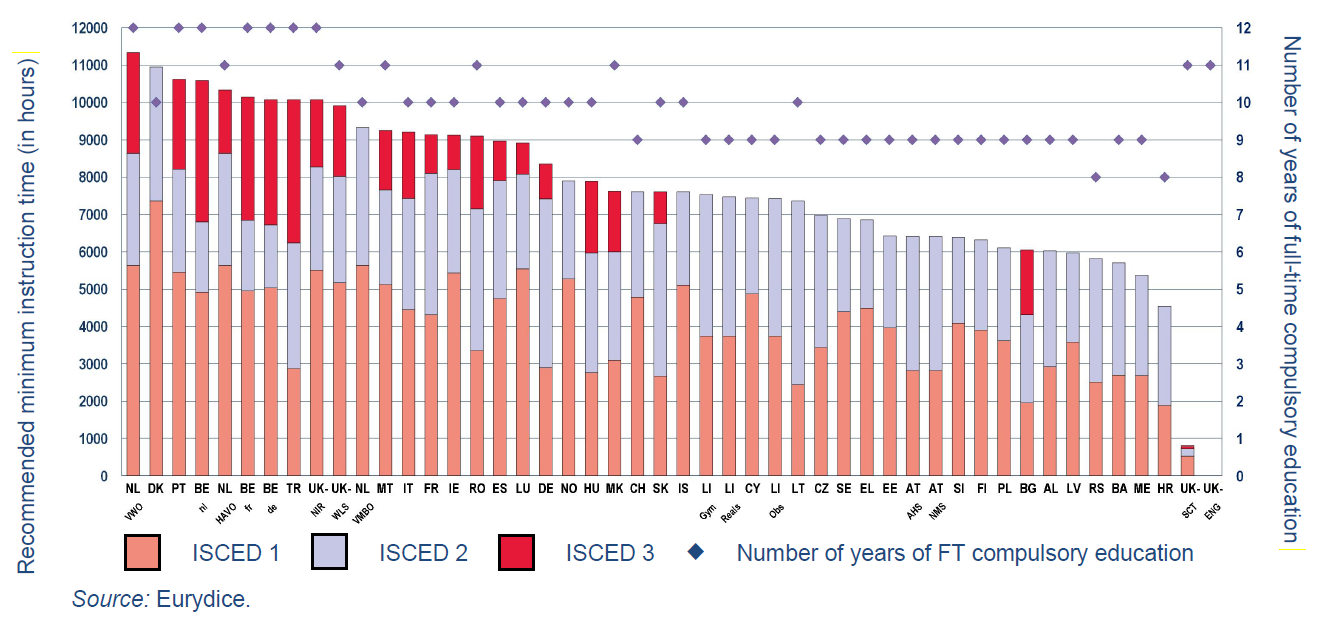 Recommended minimum instruction time (in hours)
12000 12
11000 11
10000 10
9000 9
8000 8
7000 7
6000 6
5000 5
4000 4
3000 3
2000 2
1000 1
0 0
Number of years of full-time compulsory education
NL DK PT BE NL BE BE TR UK- UK- NL MT IT FR IE RO ES LU DE NO HU MK CH SK IS LI LI CY LI LT CZ SE EL EE AT AT SI FI PL BG AL LV RS BA ME HR UK- UK-
VWO nl HAVO fr de NIR WLS VMBO Gym Reals Obs AHS NMS SCT ENG
ISCED 1 ISCED 2 ISCED 3 Number of years of FT compulsory education
Source: Eurydice.